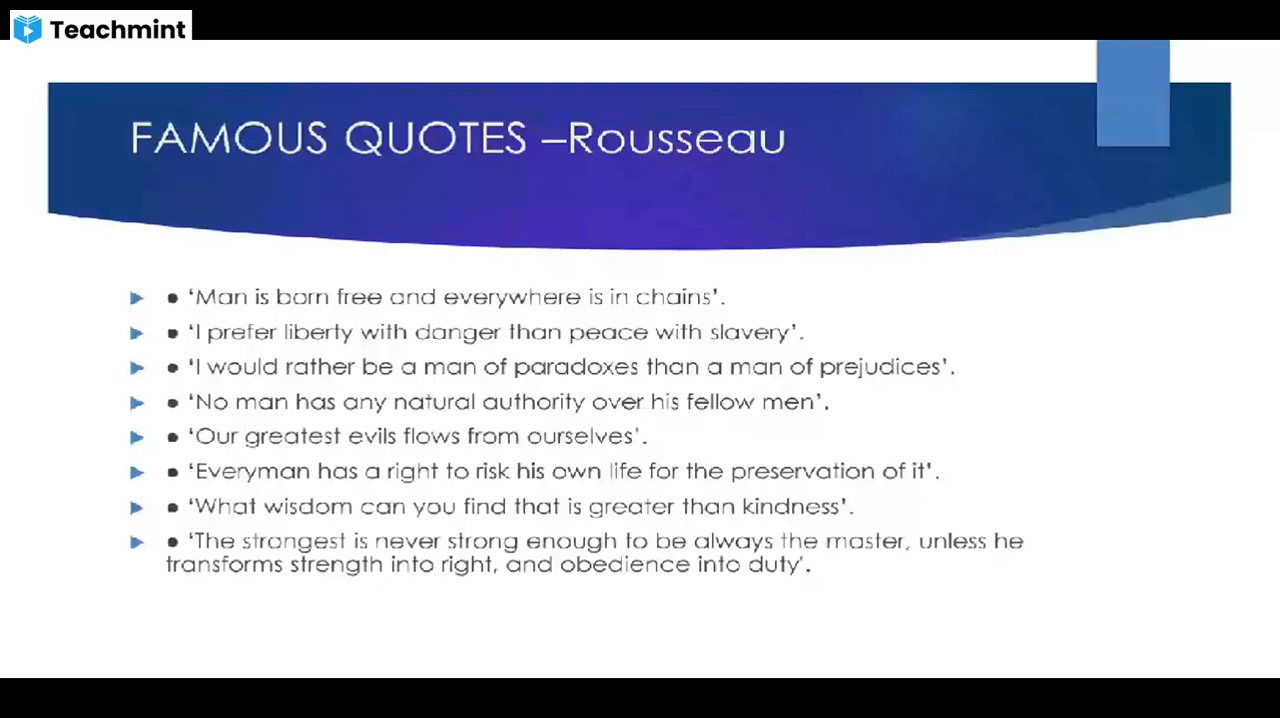 Teachmint
FAMOUS QUOTES –Rousseau
● ‘Man is born free and everywhere is in chains’.
● ‘I prefer liberty with danger than peace with slavery’.
● ‘I would rather be a man of paradoxes than a man of prejudices’.
● ‘No man has any natural authority over his fellow men’.
● ‘Our greatest evils flows from ourselves’.
● ‘Everyman has a right to risk his own life for the preservation of it’.
● ‘What wisdom can you find that is greater than kindness’.
● ‘The strongest is never strong enough to be always the master, unless he
transforms strength into right, and obedience into duty’.